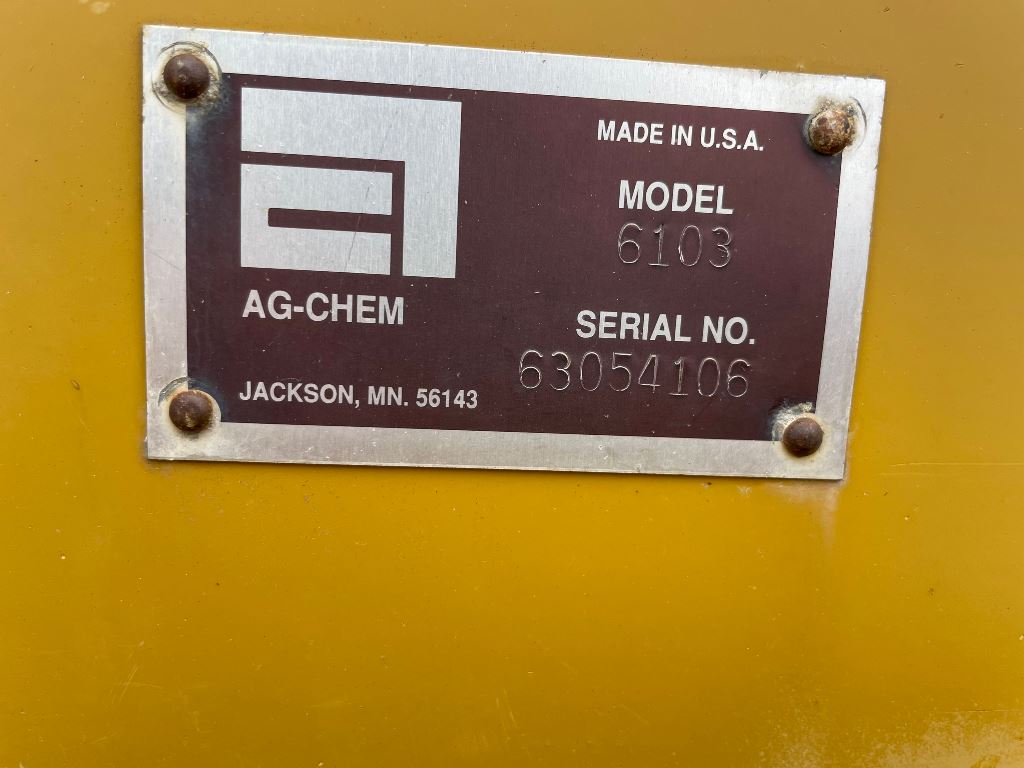 MADE IN U.S.A.
MODEL
6103
AG-CHEM
SERIAL NO.
63054106
JACKSON, MN. 56143